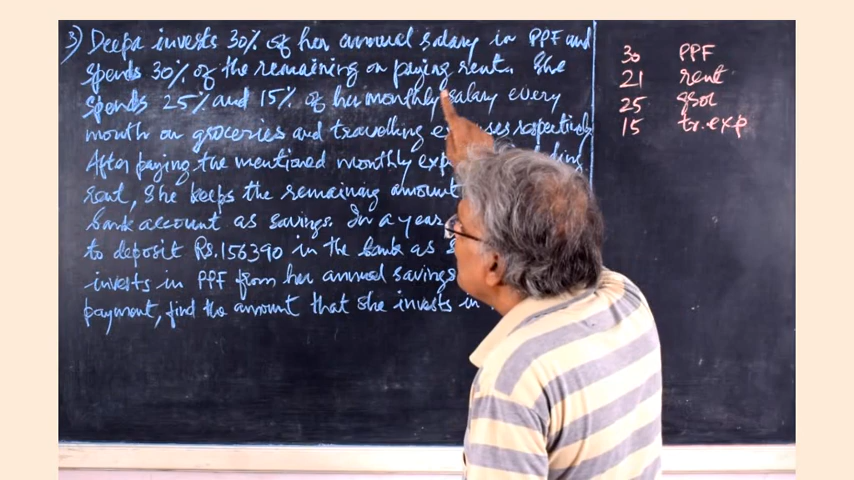 3) Deepa invests 30% of her annual salary in PPF and
spends 30% of the remaining on paying rent. She
spends 25% and 15% of her monthly salary every
month on groceries and travelling respectively.
After paying the mentioned monthly
rent, she keeps the remaining amount
bank account as savings. In a year
to deposit Rs.156390 in the bank as
invests in PPF from her annual savings
payment, find the amount that she invests in
30 PPF
21 rent
25 groc
15 tr. exp